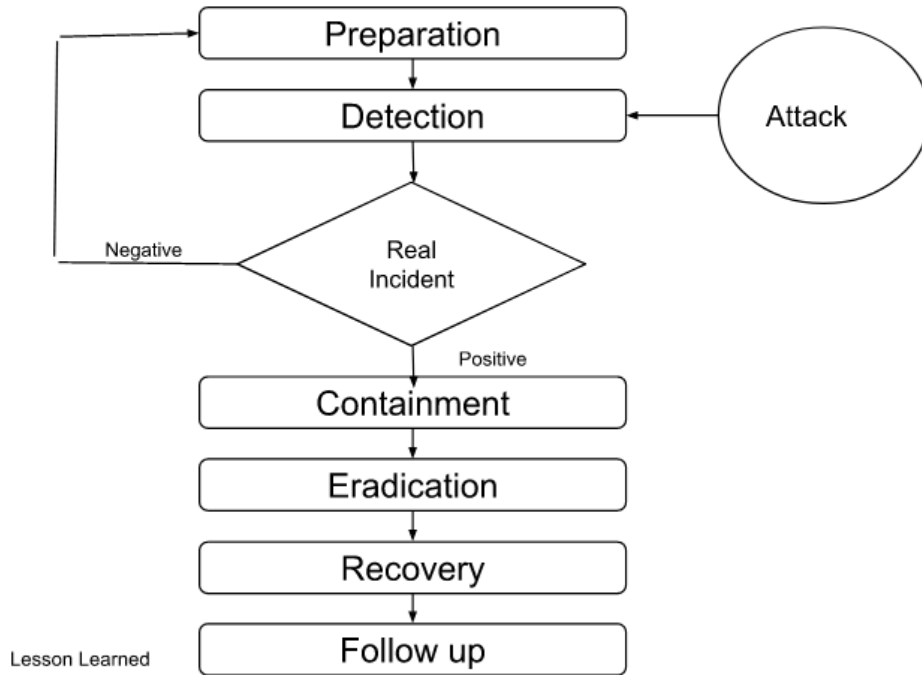 Preparation
Detection
Attack
Negative
Real
Incident
Positive
Containment
Eradication
Recovery
Follow up
Lesson Learned